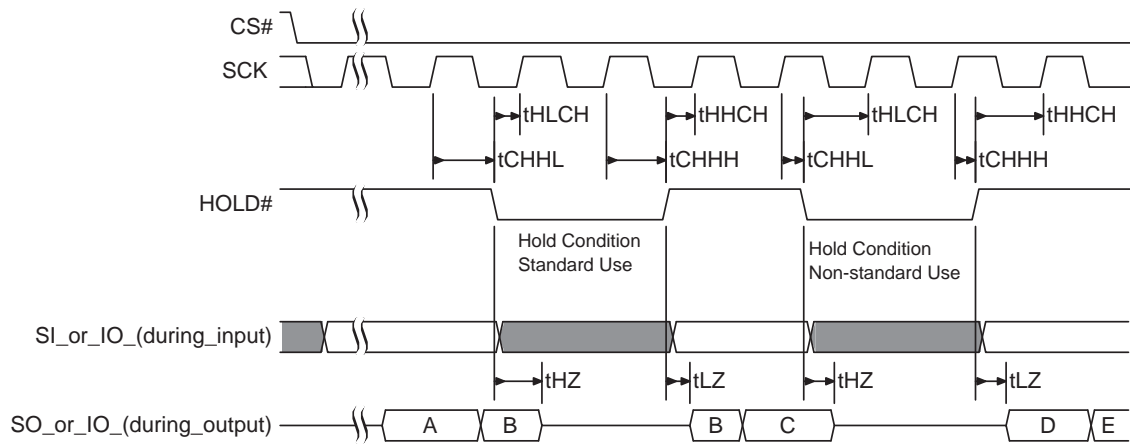 CS#
SCK
tHLCH tHHCH tHLCH tHHCH
tCHHL tCHHH tCHHL tCHHH
HOLD#
Hold Condition
Standard Use
Hold Condition
Non-standard Use
SI_or_IO_(during_input)
tHZ tLZ tHZ tLZ
SO_or_IO_(during_output) A B B C D E